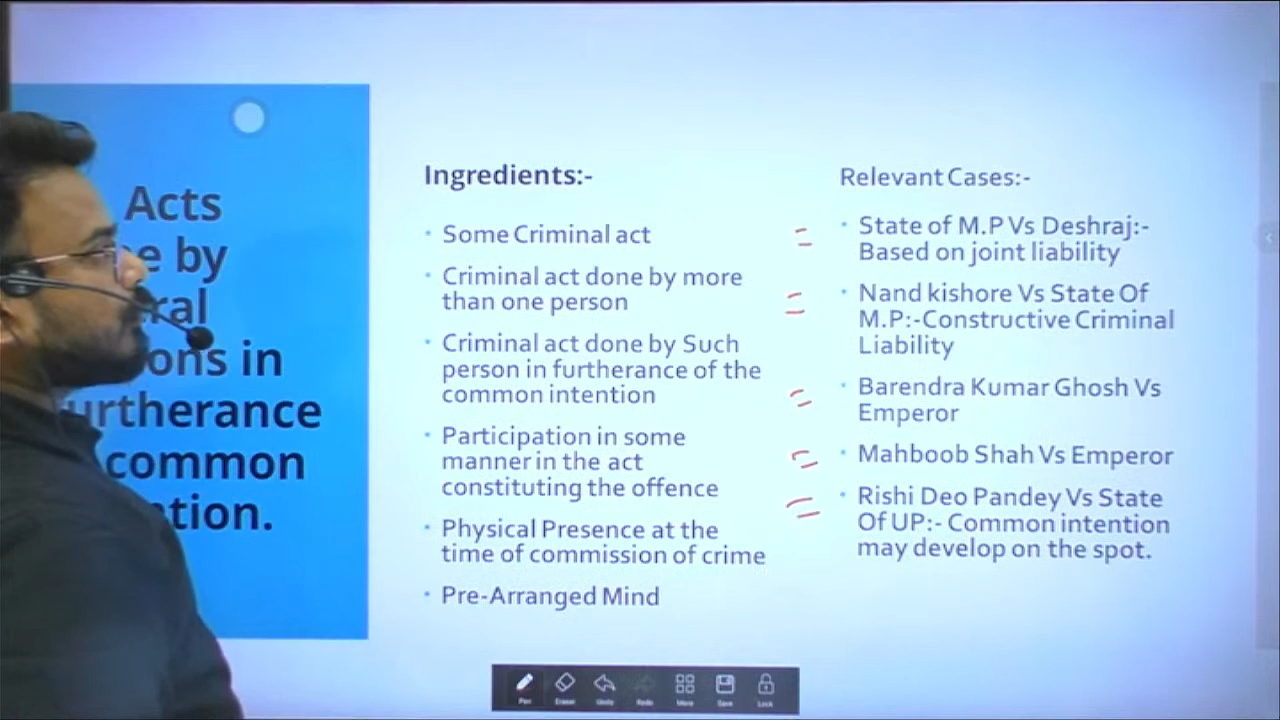 Acts
by
in
furtherance
common
Ingredients:-
• Some Criminal act
• Criminal act done by more
than one person
• Criminal act done by Such
person in furtherance of the
common intention
• Participation in some
manner in the act
constituting the offence
• Physical Presence at the
time of commission of crime
• Pre-Arranged Mind
Relevant Cases:-
• State of M.P Vs Deshraj:-
Based on joint liability
• Nand kishore Vs State Of
M.P:-Constructive Criminal
Liability
• Barendra Kumar Ghosh Vs
Emperor
• Mahboob Shah Vs Emperor
• Rishi Deo Pandey Vs State
Of UP:- Common intention
may develop on the spot.
Pen Eraser Undo Redo More Save Lock